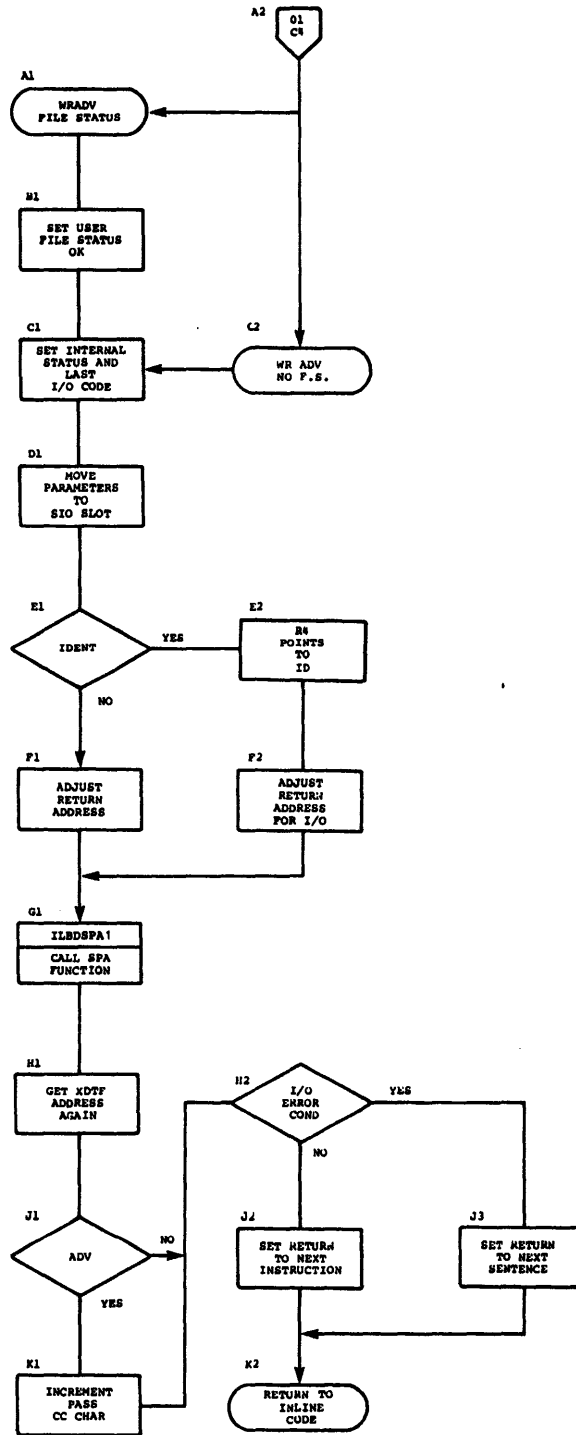 A2
01
C4
A1
WRADV
FILE STATUS
B1
SET USER
FILE STATUS
OK
C1
SET INTERNAL
STATUS AND
LAST
I/O CODE
C2
WR ADV
NO F.S.
D1
MOVE
PARAMETERS
TO
SIO SLOT
E1
IDENT
YES
NO
E2
R4
POINTS
TO
ID
F1
ADJUST
RETURN
ADDRESS
F2
ADJUST
RETURN
ADDRESS
FOR I/O
G1
ILBDSPA1
CALL SPA
FUNCTION
H1
GET XDTF
ADDRESS
AGAIN
H2
I/O
ERROR
COND
YES
NO
J1
ADV
NO
YES
J2
SET RETURN
TO NEXT
INSTRUCTION
J3
SET RETURN
TO NEXT
SENTENCE
K1
INCREMENT
PASS
CC CHAR
K2
RETURN TO
INLINE
CODE